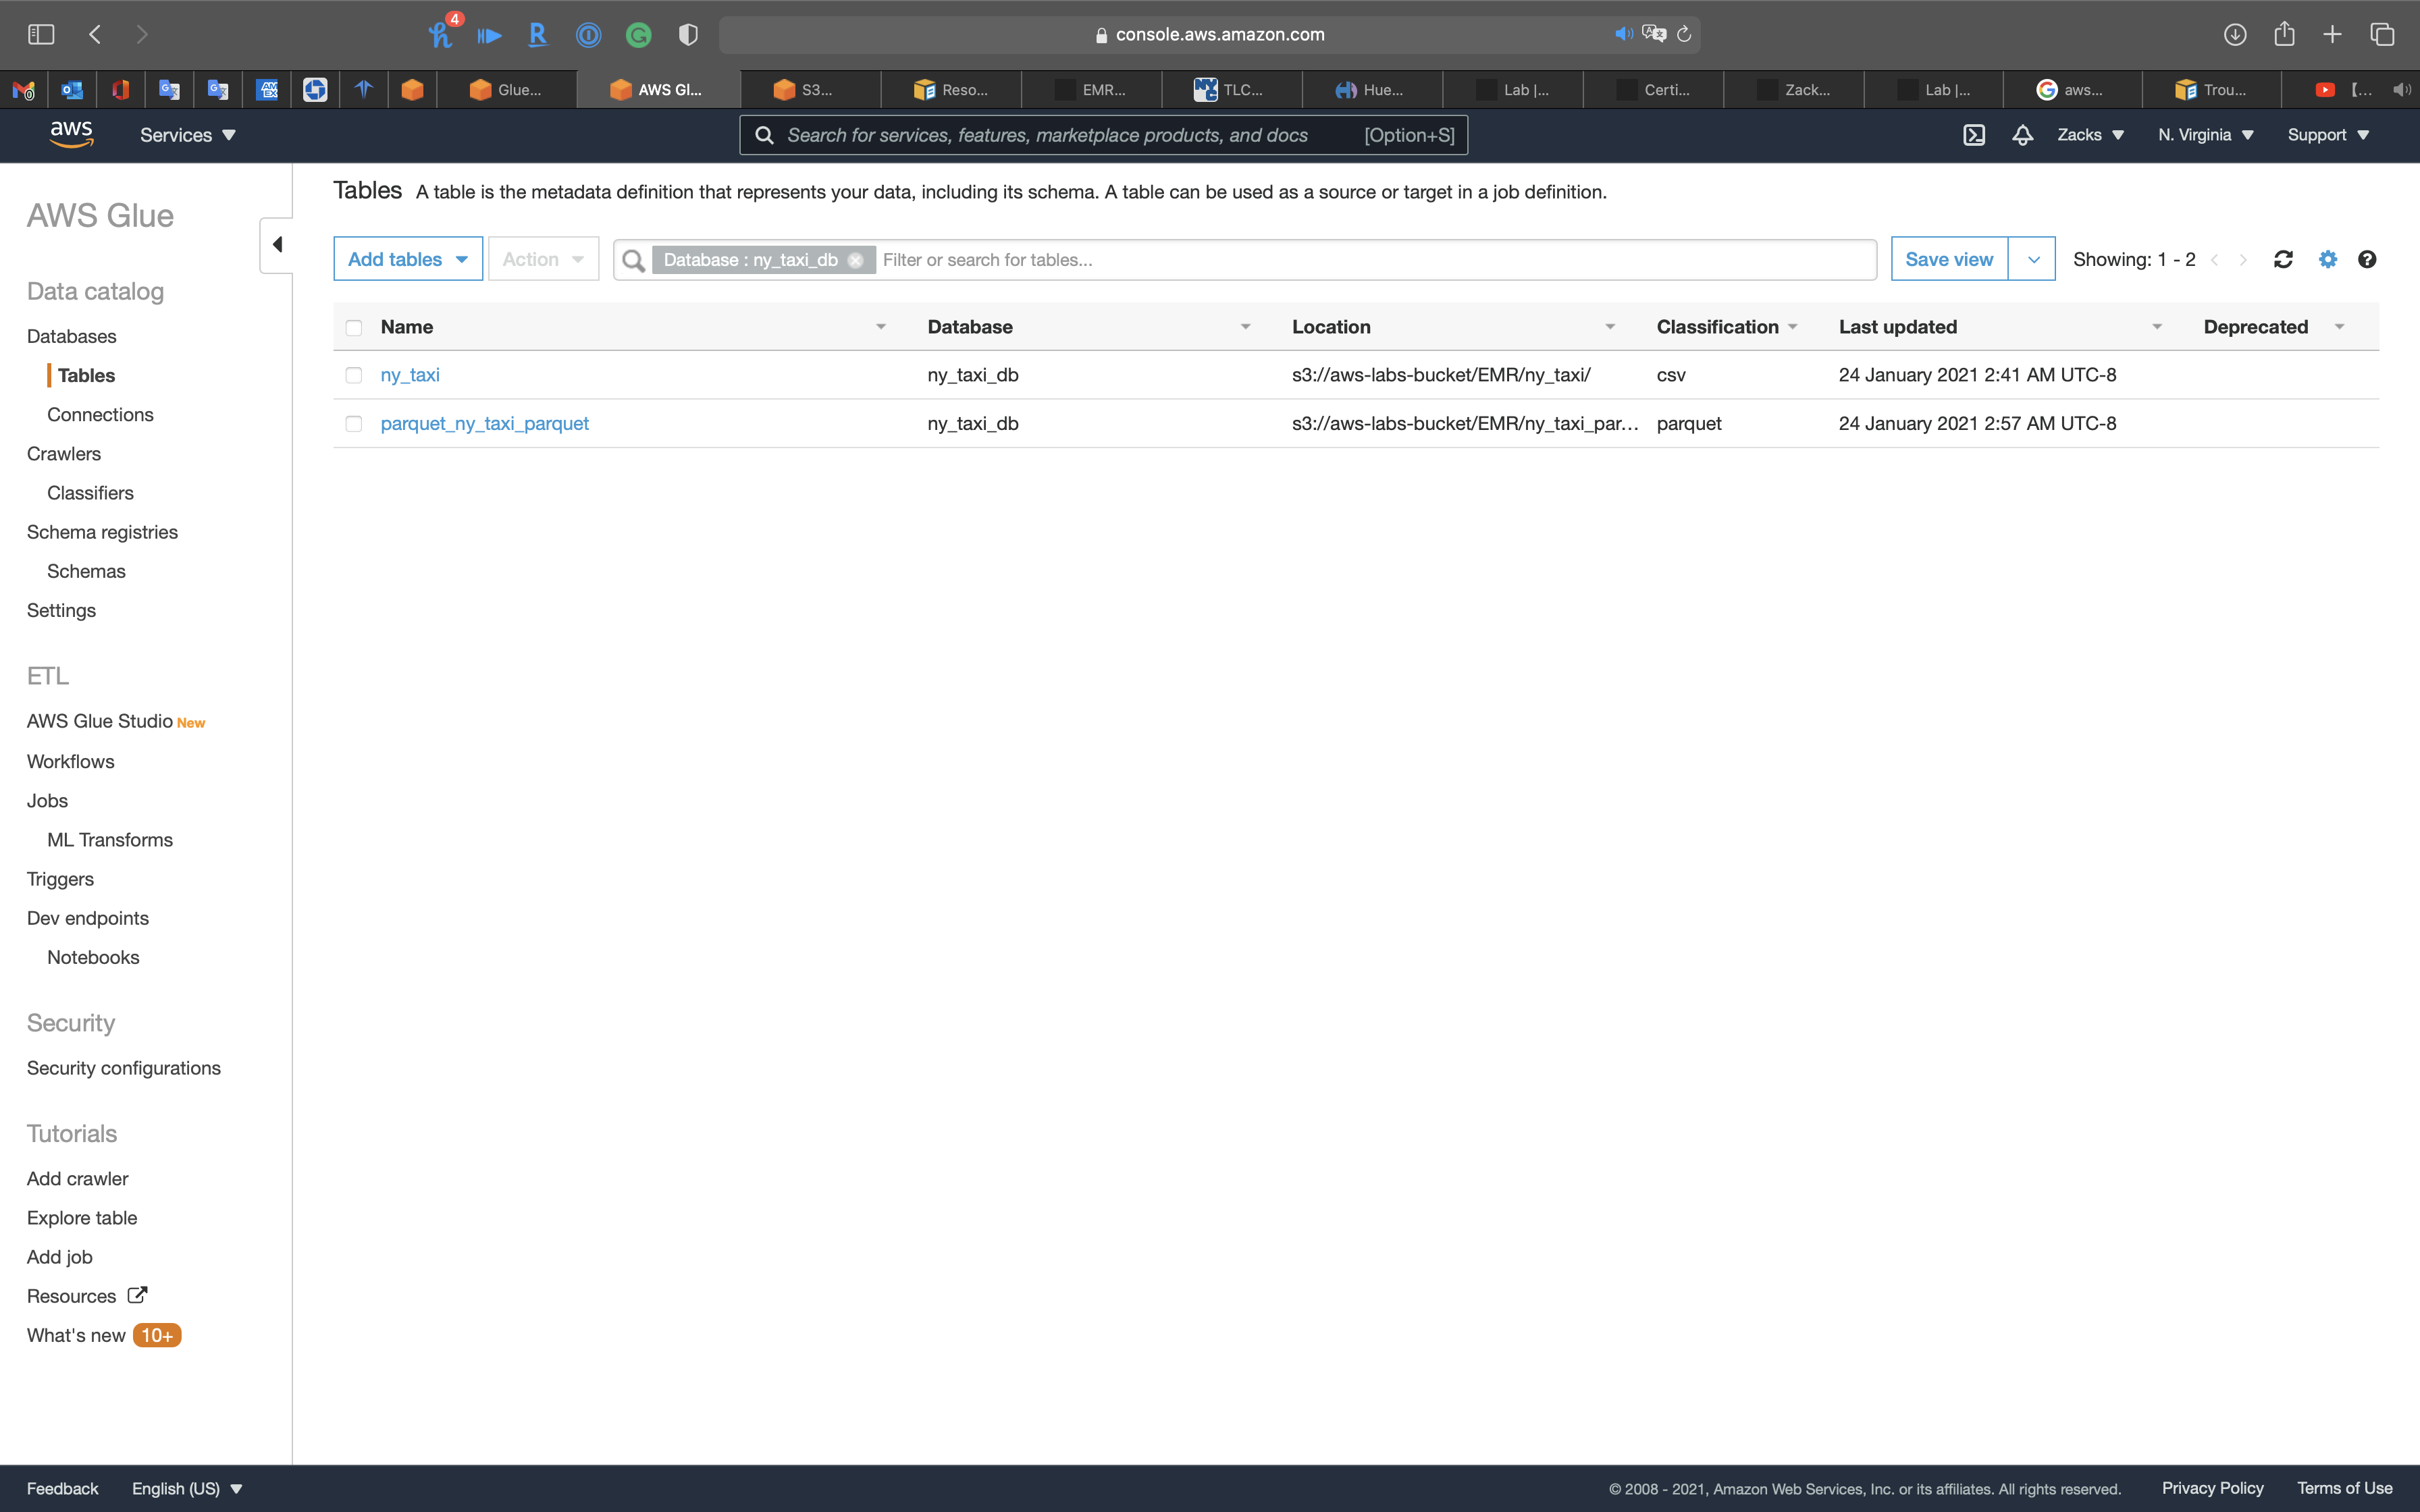 4
console.aws.amazon.com
Glue... AWS Gl... S3... Reso... EMR... TLC... Hue... Lab |... Certi... Zack... Lab |... aws... Trou... 【...
aws Services Search for services, features, marketplace products, and docs [Option+S] Zacks N. Virginia Support
AWS Glue
Data catalog
Databases
Tables
Connections
Crawlers
Classifiers
Schema registries
Schemas
Settings
ETL
AWS Glue Studio New
Workflows
Jobs
ML Transforms
Triggers
Dev endpoints
Notebooks
Security
Security configurations
Tutorials
Add crawler
Explore table
Add job
Resources
What's new 10+
Tables A table is the metadata definition that represents your data, including its schema. A table can be used as a source or target in a job definition.
Add tables Action Database : ny_taxi_db Filter or search for tables... Save view Showing: 1 - 2
Name Database Location Classification Last updated Deprecated
ny_taxi ny_taxi_db s3://aws-labs-bucket/EMR/ny_taxi/ csv 24 January 2021 2:41 AM UTC-8
parquet_ny_taxi_parquet ny_taxi_db s3://aws-labs-bucket/EMR/ny_taxi_par... parquet 24 January 2021 2:57 AM UTC-8
Feedback English (US) © 2008 - 2021, Amazon Web Services, Inc. or its affiliates. All rights reserved. Privacy Policy Terms of Use